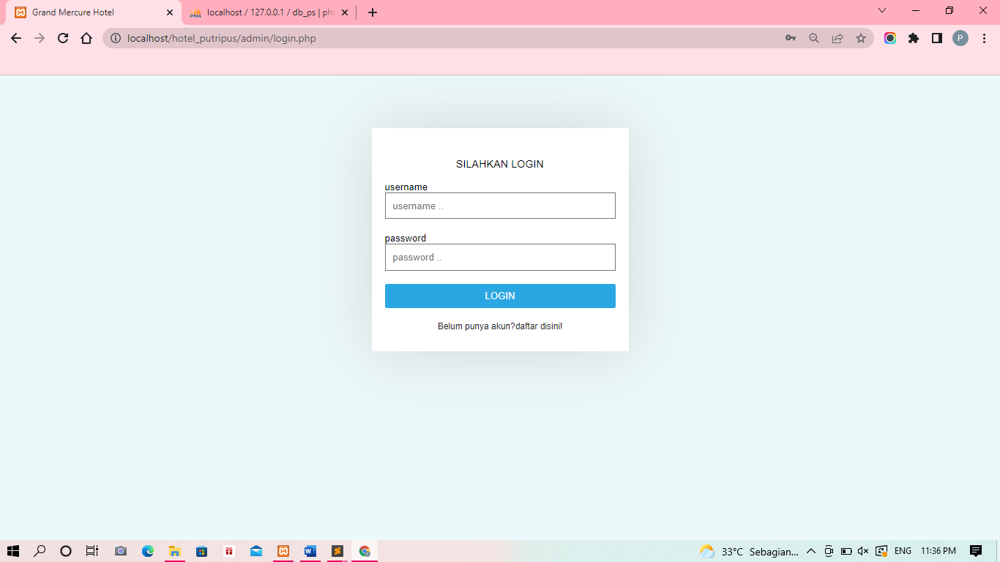 Grand Mercure Hotel
localhost / 127.0.0.1 / db_ps | php
localhost/hotel_putripus/admin/login.php
P
SILAHKAN LOGIN
username
username ..
password
password ..
LOGIN
Belum punya akun?daftar disini!
33°C Sebagian...
ENG
11:36 PM